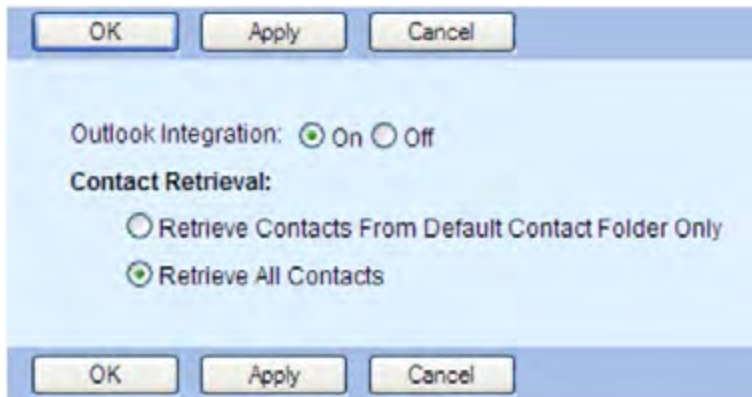 OK Apply Cancel
Outlook Integration: On Off
Contact Retrieval:
Retrieve Contacts From Default Contact Folder Only
Retrieve All Contacts
OK Apply Cancel